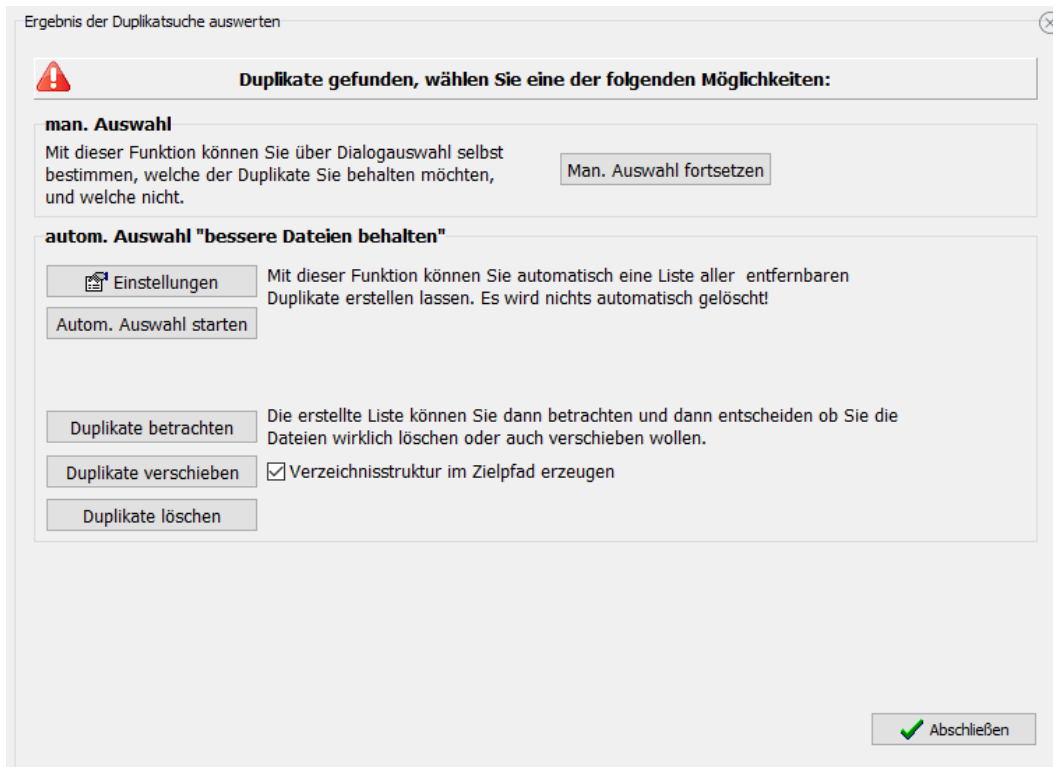 Ergebnis der Duplikatsuche auswerten
Duplikate gefunden, wählen Sie eine der folgenden Möglichkeiten:
man. Auswahl
Mit dieser Funktion können Sie über Dialogauswahl selbst
bestimmen, welche der Duplikate Sie behalten möchten,
und welche nicht.
Man. Auswahl fortsetzen
autom. Auswahl "bessere Dateien behalten"
Einstellungen
Mit dieser Funktion können Sie automatisch eine Liste aller  entfernbaren
Duplikate erstellen lassen. Es wird nichts automatisch gelöscht!
Autom. Auswahl starten
Duplikate betrachten
Die erstellte Liste können Sie dann betrachten und dann entscheiden ob Sie die
Dateien wirklich löschen oder auch verschieben wollen.
Duplikate verschieben
Verzeichnisstruktur im Zielpfad erzeugen
Duplikate löschen
Abschließen